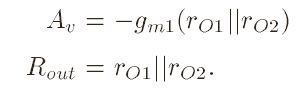 A_v = −g_{m1}(r_{O1}||r_{O2})
R_{out} = r_{O1}||r_{O2}.